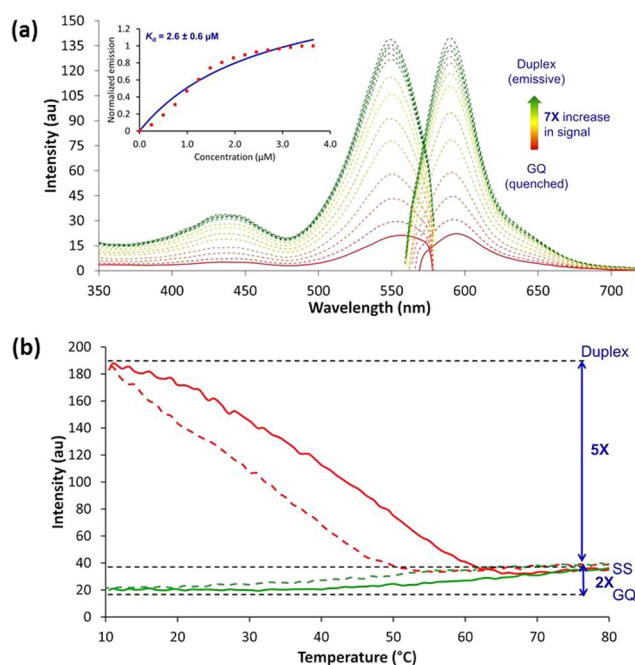 (a)
K_d = 2.6 ± 0.6 µM
Normalized emission
1.2
1
0.8
0.6
0.4
0.2
0
0.0 1.0 2.0 3.0 4.0
Concentration (µM)
Intensity (au)
150
135
120
105
90
75
60
45
30
15
0
350 400 450 500 550 600 650 700
Wavelength (nm)
Duplex
(emissive)
7X increase
in signal
GQ
(quenched)
(b)
Intensity (au)
200
180
160
140
120
100
80
60
40
20
0
10 20 30 40 50 60 70 80
Temperature (°C)
Duplex
5X
SS
2X
GQ